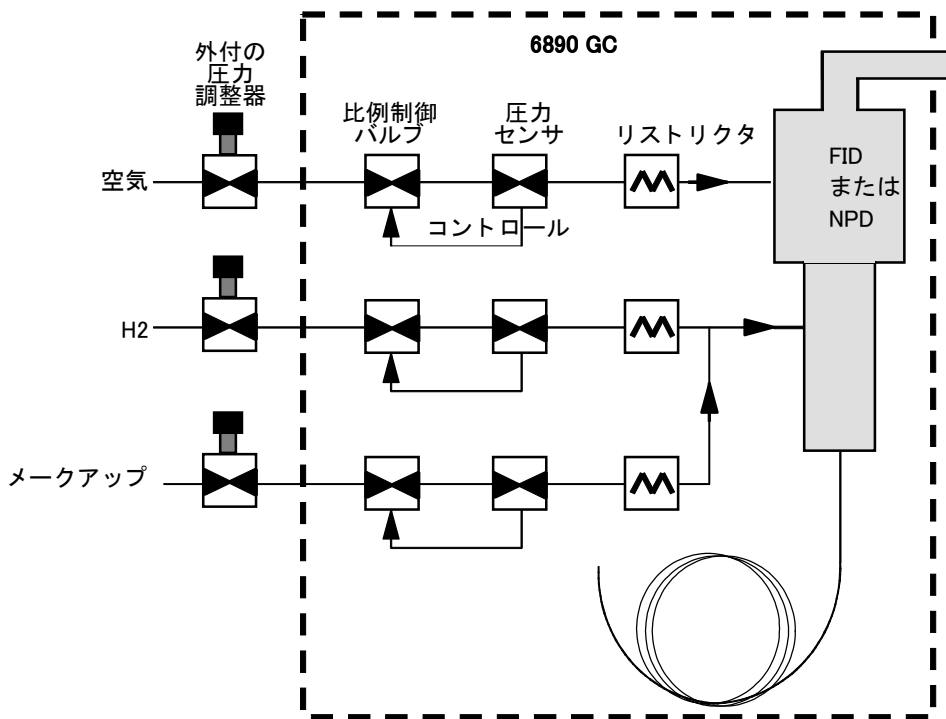 6890 GC
外付の
圧力
調整器
比例制御
バルブ
圧力
センサ
リストリクタ
空気
コントロール
FID
または
NPD
H2
メークアップ